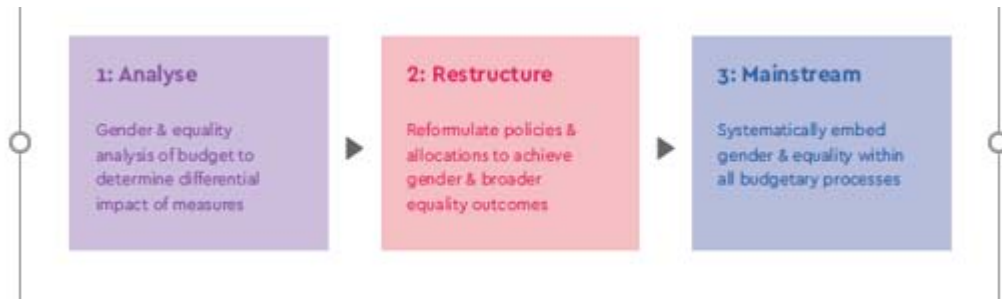 1: Analyse
Gender & equality
analysis of budget to
determine differential
impact of measures
2: Restructure
Reformulate policies &
allocations to achieve
gender & broader
equality outcomes
3: Mainstream
Systematically embed
gender & equality within
all budgetary processes